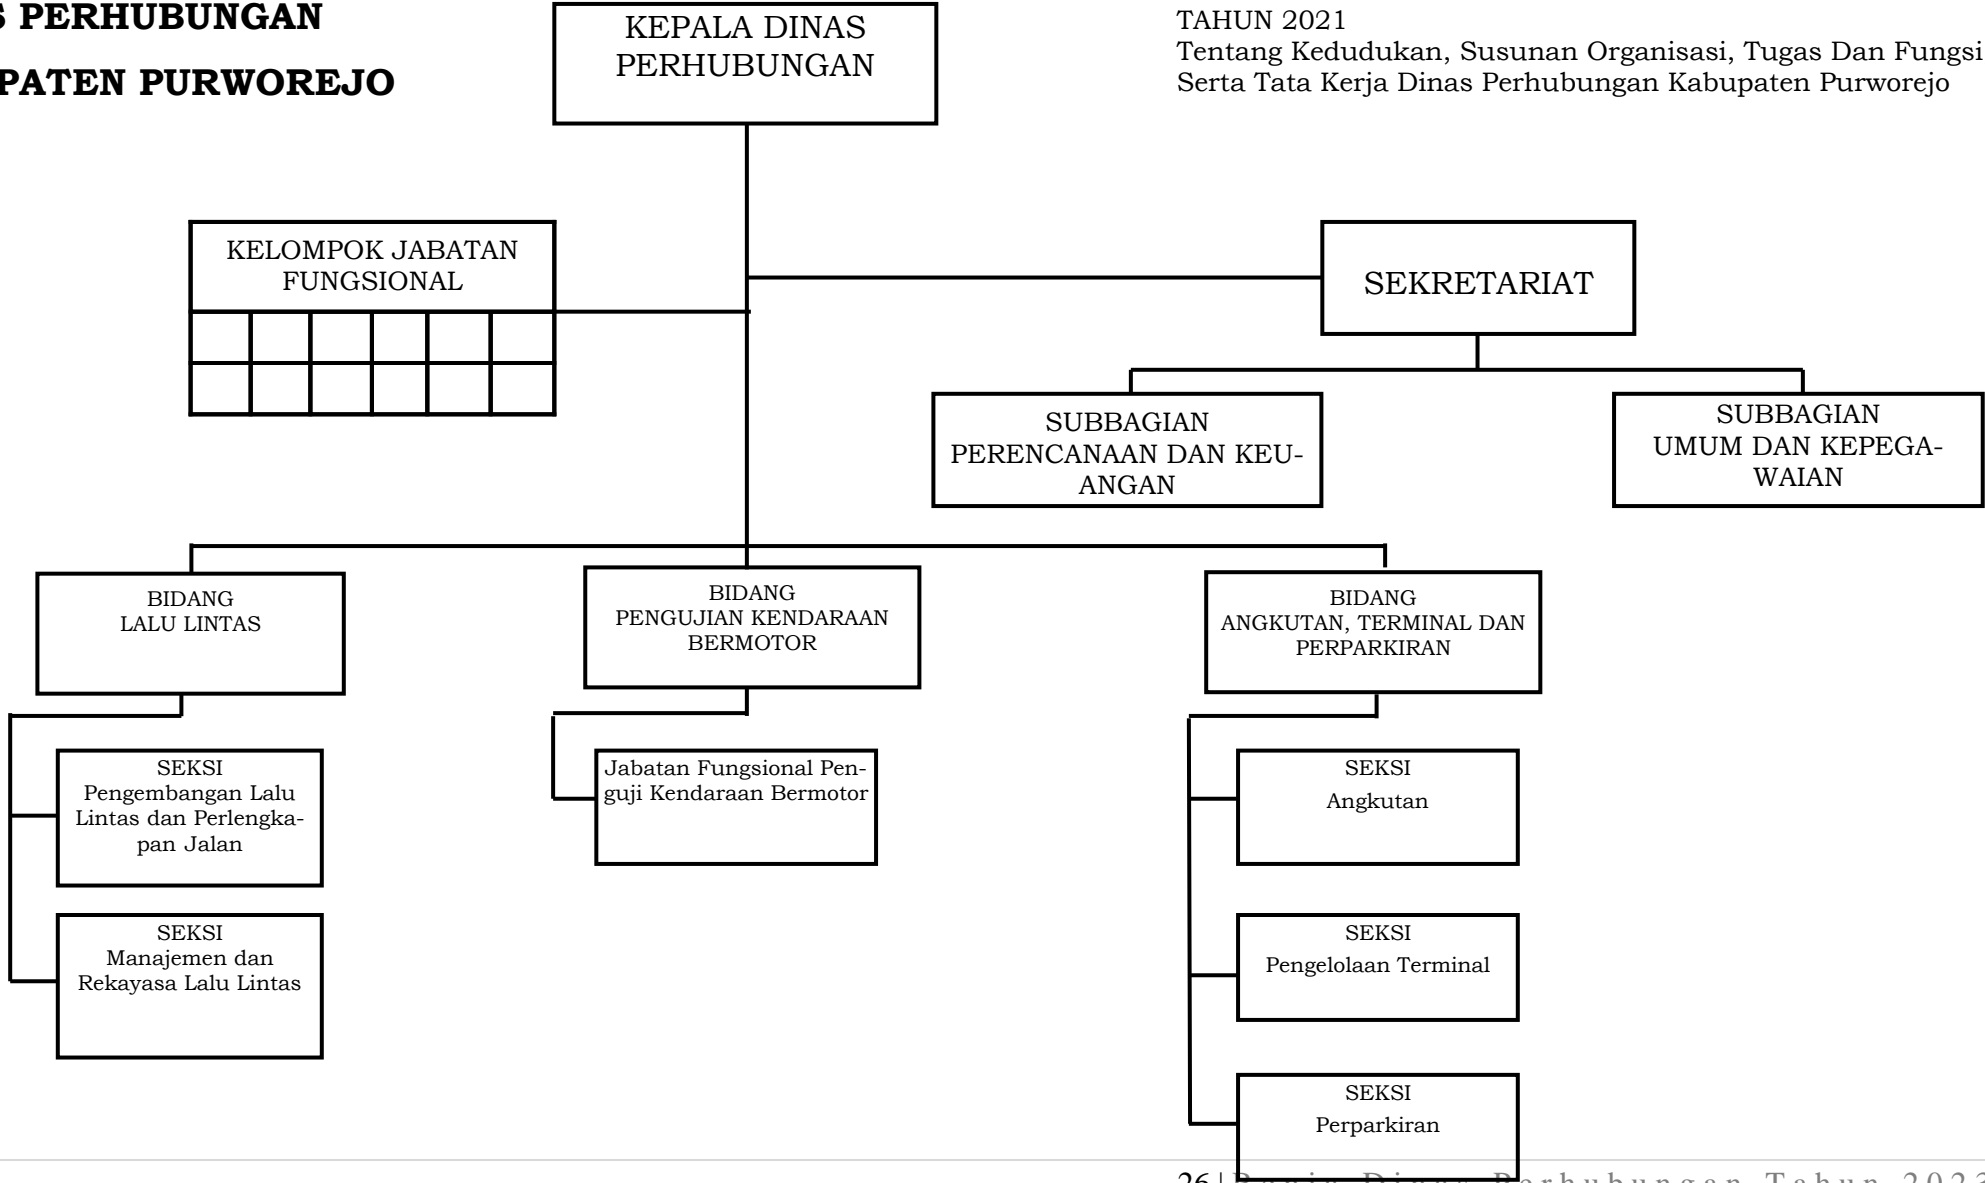 PERHUBUNGAN
PURWOREJO
KEPALA DINAS
PERHUBUNGAN
TAHUN 2021
Tentang Kedudukan, Susunan Organisasi, Tugas Dan Fungsi
Serta Tata Kerja Dinas Perhubungan Kabupaten Purworejo
KELOMPOK JABATAN
FUNGSIONAL
SEKRETARIAT
SUBBAGIAN
PERENCANAAN DAN KEU-
ANGAN
SUBBAGIAN
UMUM DAN KEPEGA-
WAIAN
BIDANG
LALU LINTAS
BIDANG
PENGUJIAN KENDARAAN
BERMOTOR
BIDANG
ANGKUTAN, TERMINAL DAN
PERPARKIRAN
SEKSI
Pengembangan Lalu
Lintas dan Perlengka-
pan Jalan
Jabatan Fungsional Pen-
guji Kendaraan Bermotor
SEKSI
Angkutan
SEKSI
Manajemen dan
Rekayasa Lalu Lintas
SEKSI
Pengelolaan Terminal
SEKSI
Perparkiran
26 | Dinas Perhubungan Tahun